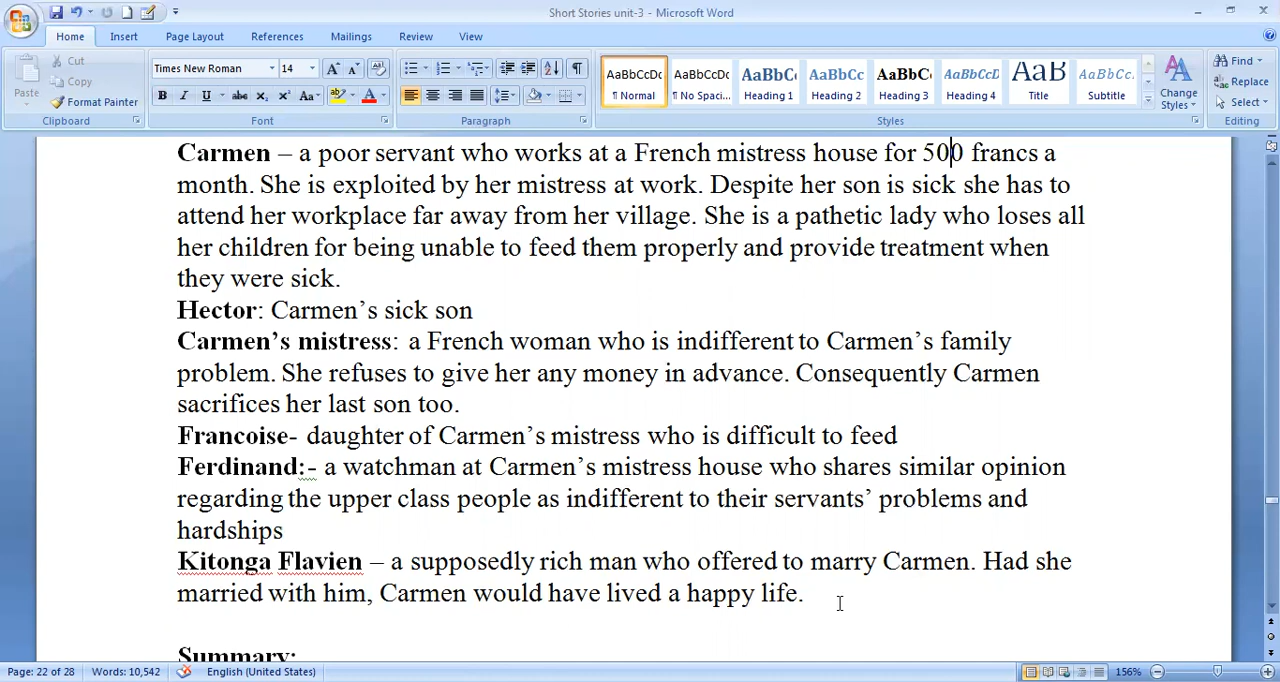 Short Stories unit-3 - Microsoft Word
Home Insert Page Layout References Mailings Review View
Cut
Copy
Format Painter
Paste
Clipboard
Times New Roman 14
Font
Paragraph
AaBbCcDc AaBbCcDc AaBbC AaBbCc AaBbCc AaBbCcD AaB AaBbCc.
¶ Normal ¶ No Spaci... Heading 1 Heading 2 Heading 3 Heading 4 Title Subtitle
Change Styles
Styles
Find
Replace
Select
Editing
Carmen – a poor servant who works at a French mistress house for 500 francs a
month. She is exploited by her mistress at work. Despite her son is sick she has to
attend her workplace far away from her village. She is a pathetic lady who loses all
her children for being unable to feed them properly and provide treatment when
they were sick.
Hector: Carmen’s sick son
Carmen’s mistress: a French woman who is indifferent to Carmen’s family
problem. She refuses to give her any money in advance. Consequently Carmen
sacrifices her last son too.
Francoise- daughter of Carmen’s mistress who is difficult to feed
Ferdinand:- a watchman at Carmen’s mistress house who shares similar opinion
regarding the upper class people as indifferent to their servants’ problems and
hardships
Kitonga Flavien – a supposedly rich man who offered to marry Carmen. Had she
married with him, Carmen would have lived a happy life.
Summary:
Page: 22 of 28 Words: 10,542 English (United States) 156%